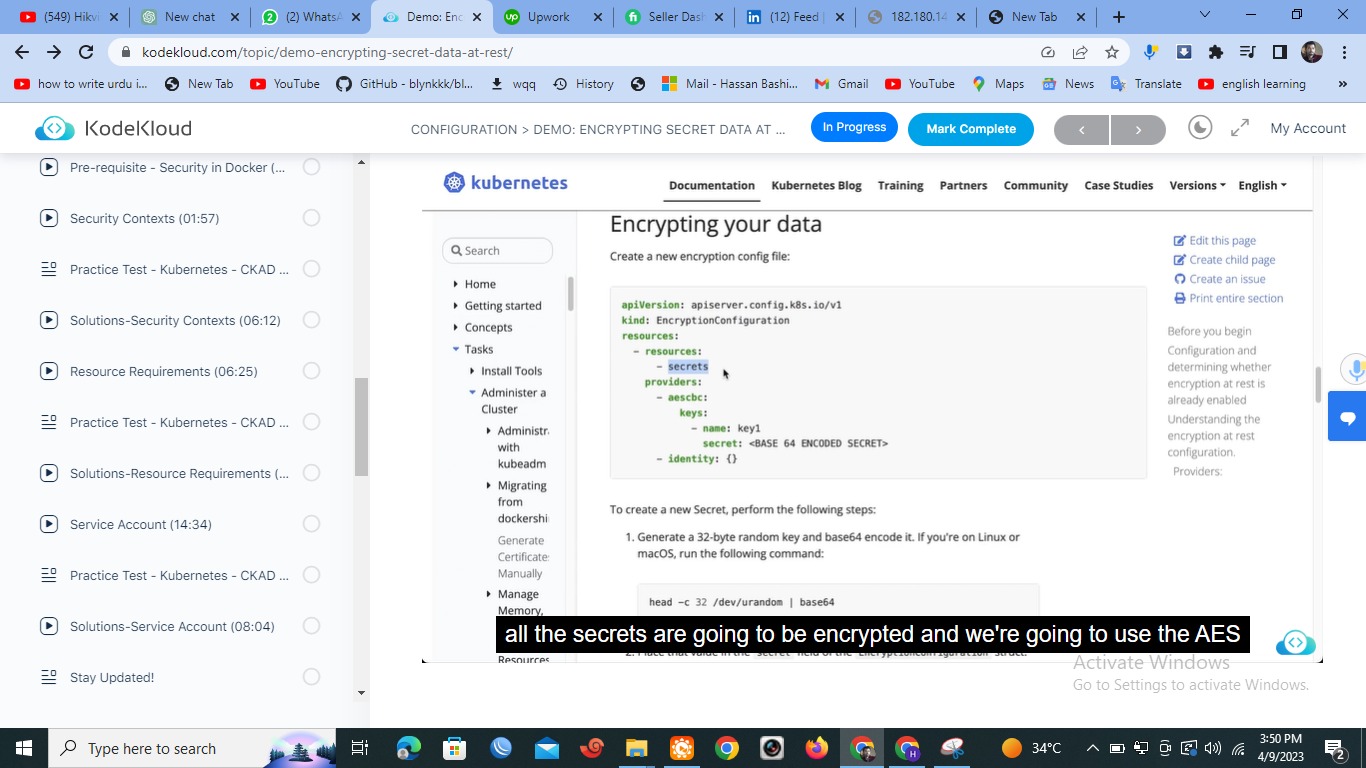 (549) Hikvi
New chat
(2) WhatsA
Demo: Enc
Upwork
Seller Dash
(12) Feed |
182.180.14
New Tab
kodekloud.com/topic/demo-encrypting-secret-data-at-rest/
how to write urdu i...
New Tab
YouTube
GitHub - blynkkk/bl...
wqq
History
Mail - Hassan Bashi...
Gmail
YouTube
Maps
News
Translate
english learning
»
KodeKloud
CONFIGURATION > DEMO: ENCRYPTING SECRET DATA AT ...
In Progress
Mark Complete
My Account
Pre-requisite - Security in Docker (...
Security Contexts (01:57)
Practice Test - Kubernetes - CKAD ...
Solutions-Security Contexts (06:12)
Resource Requirements (06:25)
Practice Test - Kubernetes - CKAD ...
Solutions-Resource Requirements (...
Service Account (14:34)
Practice Test - Kubernetes - CKAD ...
Solutions-Service Account (08:04)
Stay Updated!
kubernetes
Documentation
Kubernetes Blog
Training
Partners
Community
Case Studies
Versions
English
Search
Home
Getting started
Concepts
Tasks
Install Tools
Administer a
Cluster
Administra
with
kubeadm
Migrating
from
dockershi
Generate
Certificates
Manually
Manage
Memory,
Resources
Encrypting your data
Create a new encryption config file:
apiVersion: apiserver.config.k8s.io/v1
kind: EncryptionConfiguration
resources:
- resources:
- secrets
providers:
- aescbc:
keys:
- name: key1
secret: <BASE 64 ENCODED SECRET>
- identity: {}
To create a new Secret, perform the following steps:
1. Generate a 32-byte random key and base64 encode it. If you're on Linux or
macOS, run the following command:
head -c 32 /dev/urandom | base64
2. Place that value in the secret field of the EncryptionConfiguration struct.
Edit this page
Create child page
Create an issue
Print entire section
Before you begin
Configuration and
determining whether
encryption at rest is
already enabled
Understanding the
encryption at rest
configuration.
Providers:
all the secrets are going to be encrypted and we're going to use the AES
Activate Windows
Go to Settings to activate Windows.
Type here to search
34°C
3:50 PM
4/9/2023
2